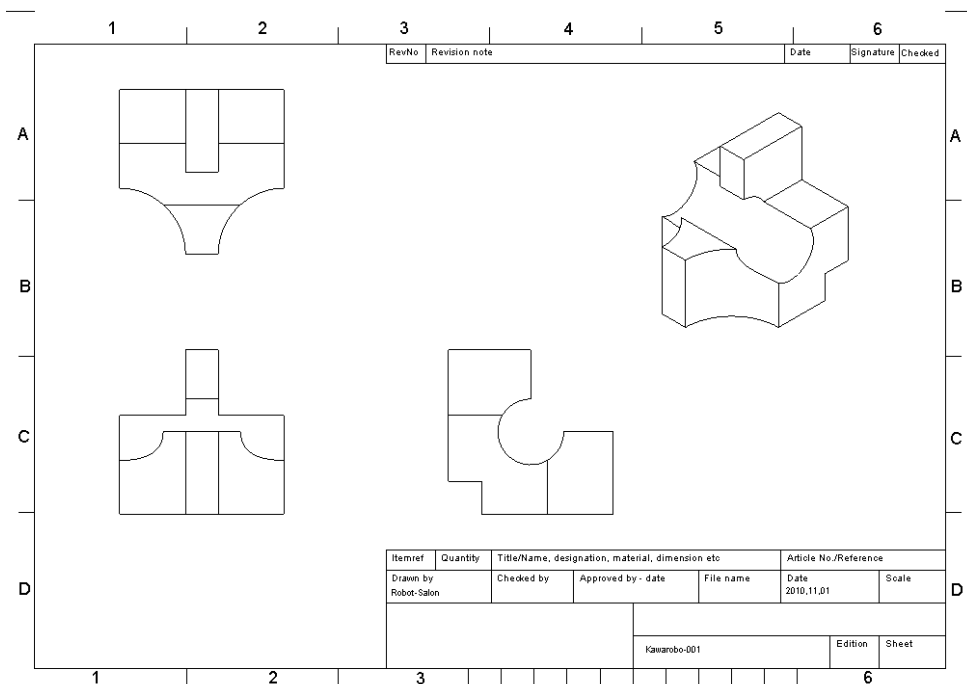 1 2 3 4 5 6
RevNo Revision note Date Signature Checked
A A
B B
C C
Itemref Quantity Title/Name, designation, material, dimension etc Article No./Reference
D D
Drawn by Checked by Approved by - date File name Date Scale
Robot-Salon 2010,11,01
Kawarobo-001 Edition Sheet
1 2 3 6